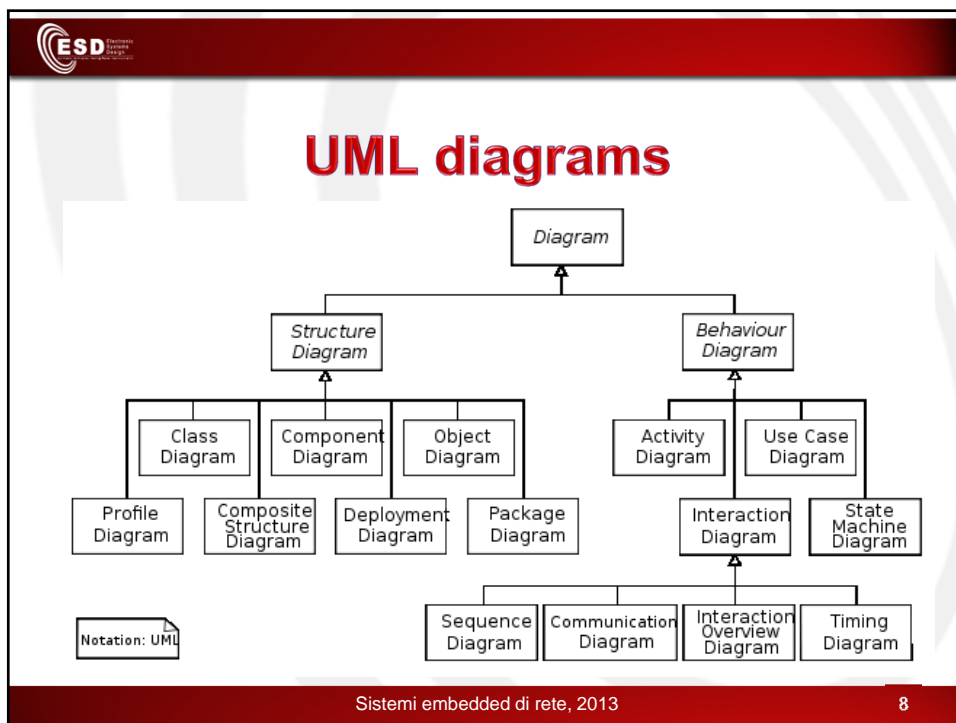 ESD Electronic
Systems
Design
UML diagrams
Diagram
Structure
Diagram
Behaviour
Diagram
Class
Diagram
Component
Diagram
Object
Diagram
Activity
Diagram
Use Case
Diagram
Profile
Diagram
Composite
Structure
Diagram
Deployment
Diagram
Package
Diagram
Interaction
Diagram
State
Machine
Diagram
Sequence
Diagram
Communication
Diagram
Interaction
Overview
Diagram
Timing
Diagram
Notation: UML
Sistemi embedded di rete, 2013
8